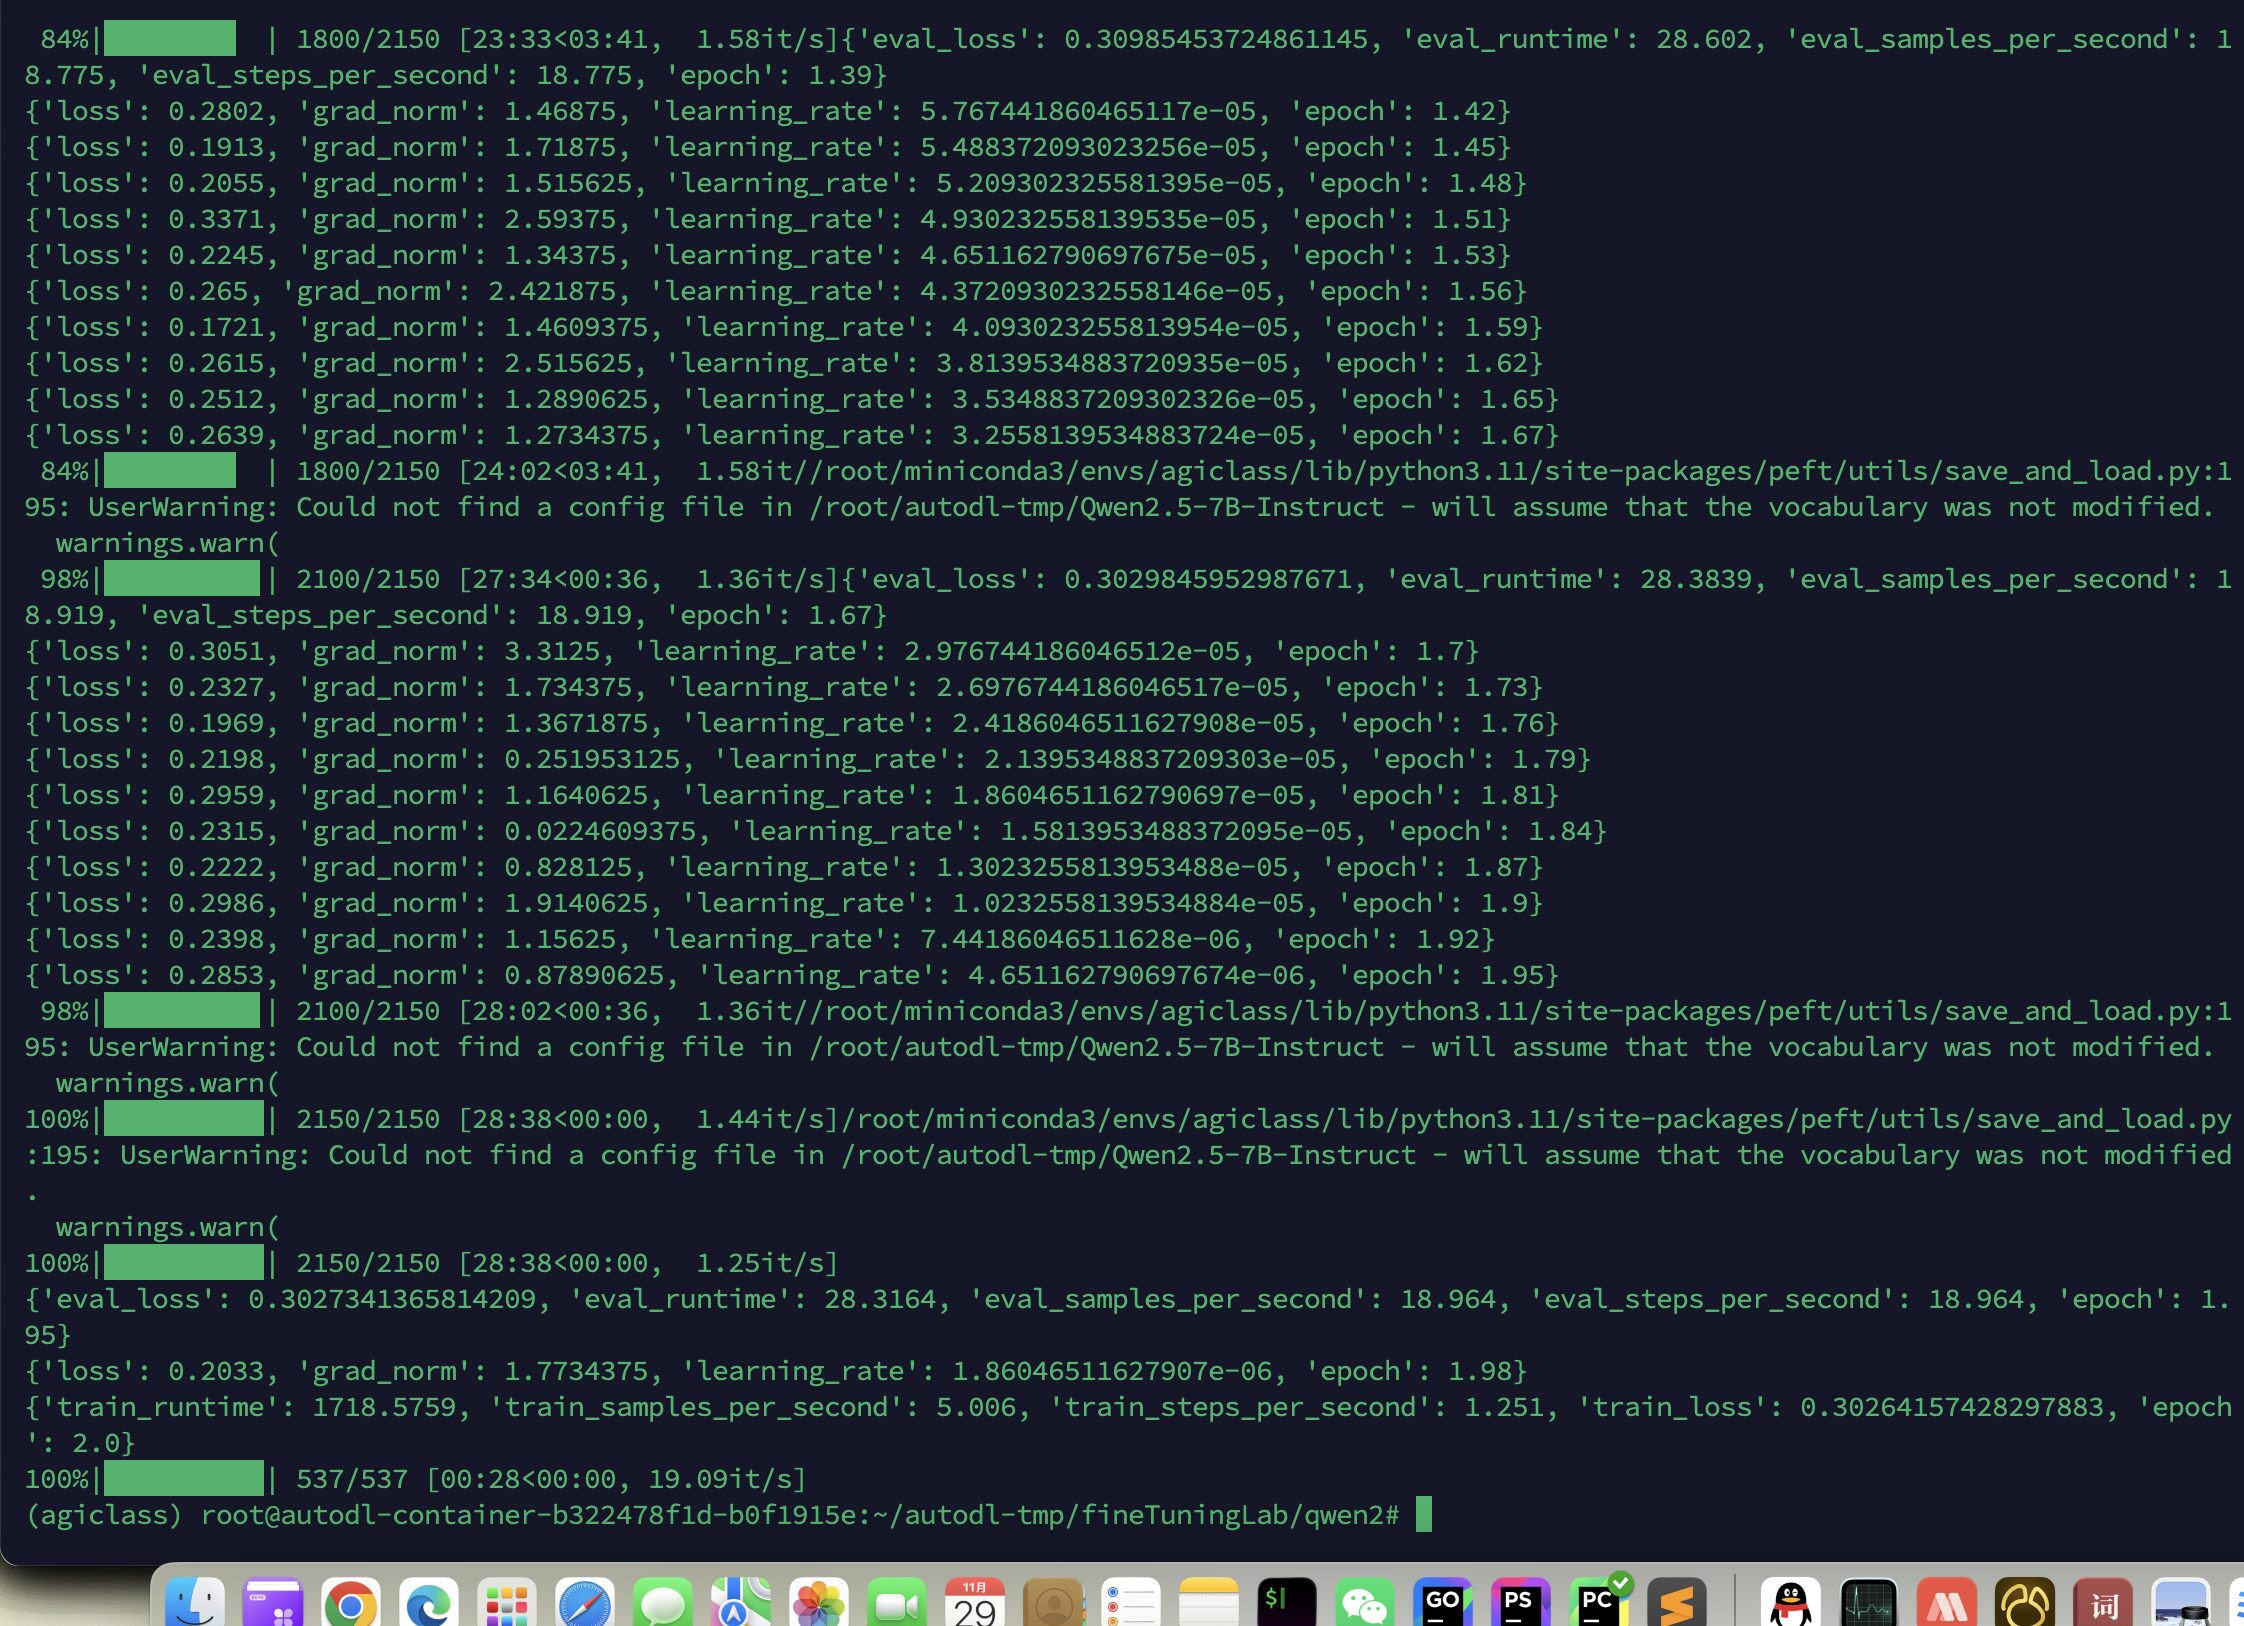 84%|████████  | 1800/2150 [23:33<03:41,  1.58it/s]{'eval_loss': 0.30985453724861145, 'eval_runtime': 28.602, 'eval_samples_per_second': 1
8.775, 'eval_steps_per_second': 18.775, 'epoch': 1.39}
{'loss': 0.2802, 'grad_norm': 1.46875, 'learning_rate': 5.767441860465117e-05, 'epoch': 1.42}
{'loss': 0.1913, 'grad_norm': 1.71875, 'learning_rate': 5.488372093023256e-05, 'epoch': 1.45}
{'loss': 0.2055, 'grad_norm': 1.515625, 'learning_rate': 5.209302325581395e-05, 'epoch': 1.48}
{'loss': 0.3371, 'grad_norm': 2.59375, 'learning_rate': 4.930232558139535e-05, 'epoch': 1.51}
{'loss': 0.2245, 'grad_norm': 1.34375, 'learning_rate': 4.651162790697675e-05, 'epoch': 1.53}
{'loss': 0.265, 'grad_norm': 2.421875, 'learning_rate': 4.3720930232558146e-05, 'epoch': 1.56}
{'loss': 0.1721, 'grad_norm': 1.4609375, 'learning_rate': 4.093023255813954e-05, 'epoch': 1.59}
{'loss': 0.2615, 'grad_norm': 2.515625, 'learning_rate': 3.8139534883720935e-05, 'epoch': 1.62}
{'loss': 0.2512, 'grad_norm': 1.2890625, 'learning_rate': 3.5348837209302326e-05, 'epoch': 1.65}
{'loss': 0.2639, 'grad_norm': 1.2734375, 'learning_rate': 3.2558139534883724e-05, 'epoch': 1.67}
84%|████████  | 1800/2150 [24:02<03:41,  1.58it//root/miniconda3/envs/agiclass/lib/python3.11/site-packages/peft/utils/save_and_load.py:1
95: UserWarning: Could not find a config file in /root/autodl-tmp/Qwen2.5-7B-Instruct - will assume that the vocabulary was not modified.
warnings.warn(
98%|██████████| 2100/2150 [27:34<00:36,  1.36it/s]{'eval_loss': 0.3029845952987671, 'eval_runtime': 28.3839, 'eval_samples_per_second': 1
8.919, 'eval_steps_per_second': 18.919, 'epoch': 1.67}
{'loss': 0.3051, 'grad_norm': 3.3125, 'learning_rate': 2.976744186046512e-05, 'epoch': 1.7}
{'loss': 0.2327, 'grad_norm': 1.734375, 'learning_rate': 2.6976744186046517e-05, 'epoch': 1.73}
{'loss': 0.1969, 'grad_norm': 1.3671875, 'learning_rate': 2.4186046511627908e-05, 'epoch': 1.76}
{'loss': 0.2198, 'grad_norm': 0.251953125, 'learning_rate': 2.1395348837209303e-05, 'epoch': 1.79}
{'loss': 0.2959, 'grad_norm': 1.1640625, 'learning_rate': 1.8604651162790697e-05, 'epoch': 1.81}
{'loss': 0.2315, 'grad_norm': 0.0224609375, 'learning_rate': 1.5813953488372095e-05, 'epoch': 1.84}
{'loss': 0.2222, 'grad_norm': 0.828125, 'learning_rate': 1.3023255813953488e-05, 'epoch': 1.87}
{'loss': 0.2986, 'grad_norm': 1.9140625, 'learning_rate': 1.0232558139534884e-05, 'epoch': 1.9}
{'loss': 0.2398, 'grad_norm': 1.15625, 'learning_rate': 7.44186046511628e-06, 'epoch': 1.92}
{'loss': 0.2853, 'grad_norm': 0.87890625, 'learning_rate': 4.651162790697674e-06, 'epoch': 1.95}
98%|██████████| 2100/2150 [28:02<00:36,  1.36it//root/miniconda3/envs/agiclass/lib/python3.11/site-packages/peft/utils/save_and_load.py:1
95: UserWarning: Could not find a config file in /root/autodl-tmp/Qwen2.5-7B-Instruct - will assume that the vocabulary was not modified.
warnings.warn(
100%|██████████| 2150/2150 [28:38<00:00,  1.44it/s]/root/miniconda3/envs/agiclass/lib/python3.11/site-packages/peft/utils/save_and_load.py
:195: UserWarning: Could not find a config file in /root/autodl-tmp/Qwen2.5-7B-Instruct - will assume that the vocabulary was not modified
.
warnings.warn(
100%|██████████| 2150/2150 [28:38<00:00,  1.25it/s]
{'eval_loss': 0.3027341365814209, 'eval_runtime': 28.3164, 'eval_samples_per_second': 18.964, 'eval_steps_per_second': 18.964, 'epoch': 1.
95}
{'loss': 0.2033, 'grad_norm': 1.7734375, 'learning_rate': 1.86046511627907e-06, 'epoch': 1.98}
{'train_runtime': 1718.5759, 'train_samples_per_second': 5.006, 'train_steps_per_second': 1.251, 'train_loss': 0.30264157428297883, 'epoch
': 2.0}
100%|██████████| 537/537 [00:28<00:00, 19.09it/s]
(agiclass) root@autodl-container-b322478f1d-b0f1915e:~/autodl-tmp/fineTuningLab/qwen2#
11月
29
$
GO
PS
PC
词